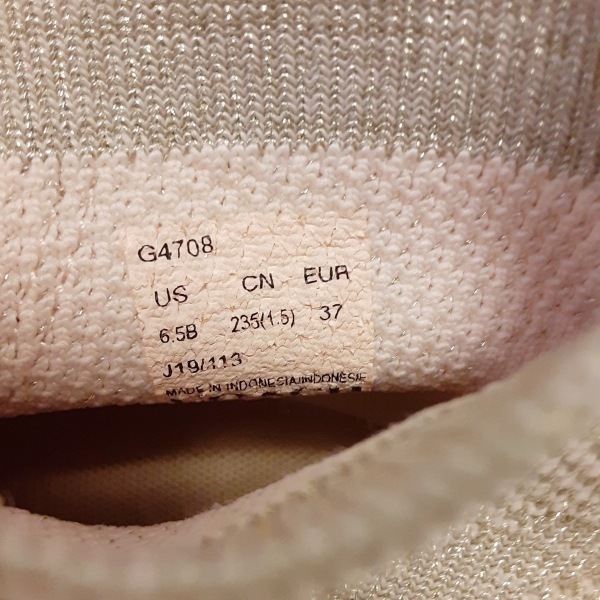 G4708
US CN EUR
6.5B 235(1.5) 37
J19/113
MADE IN INDONESIA/INDONESIE